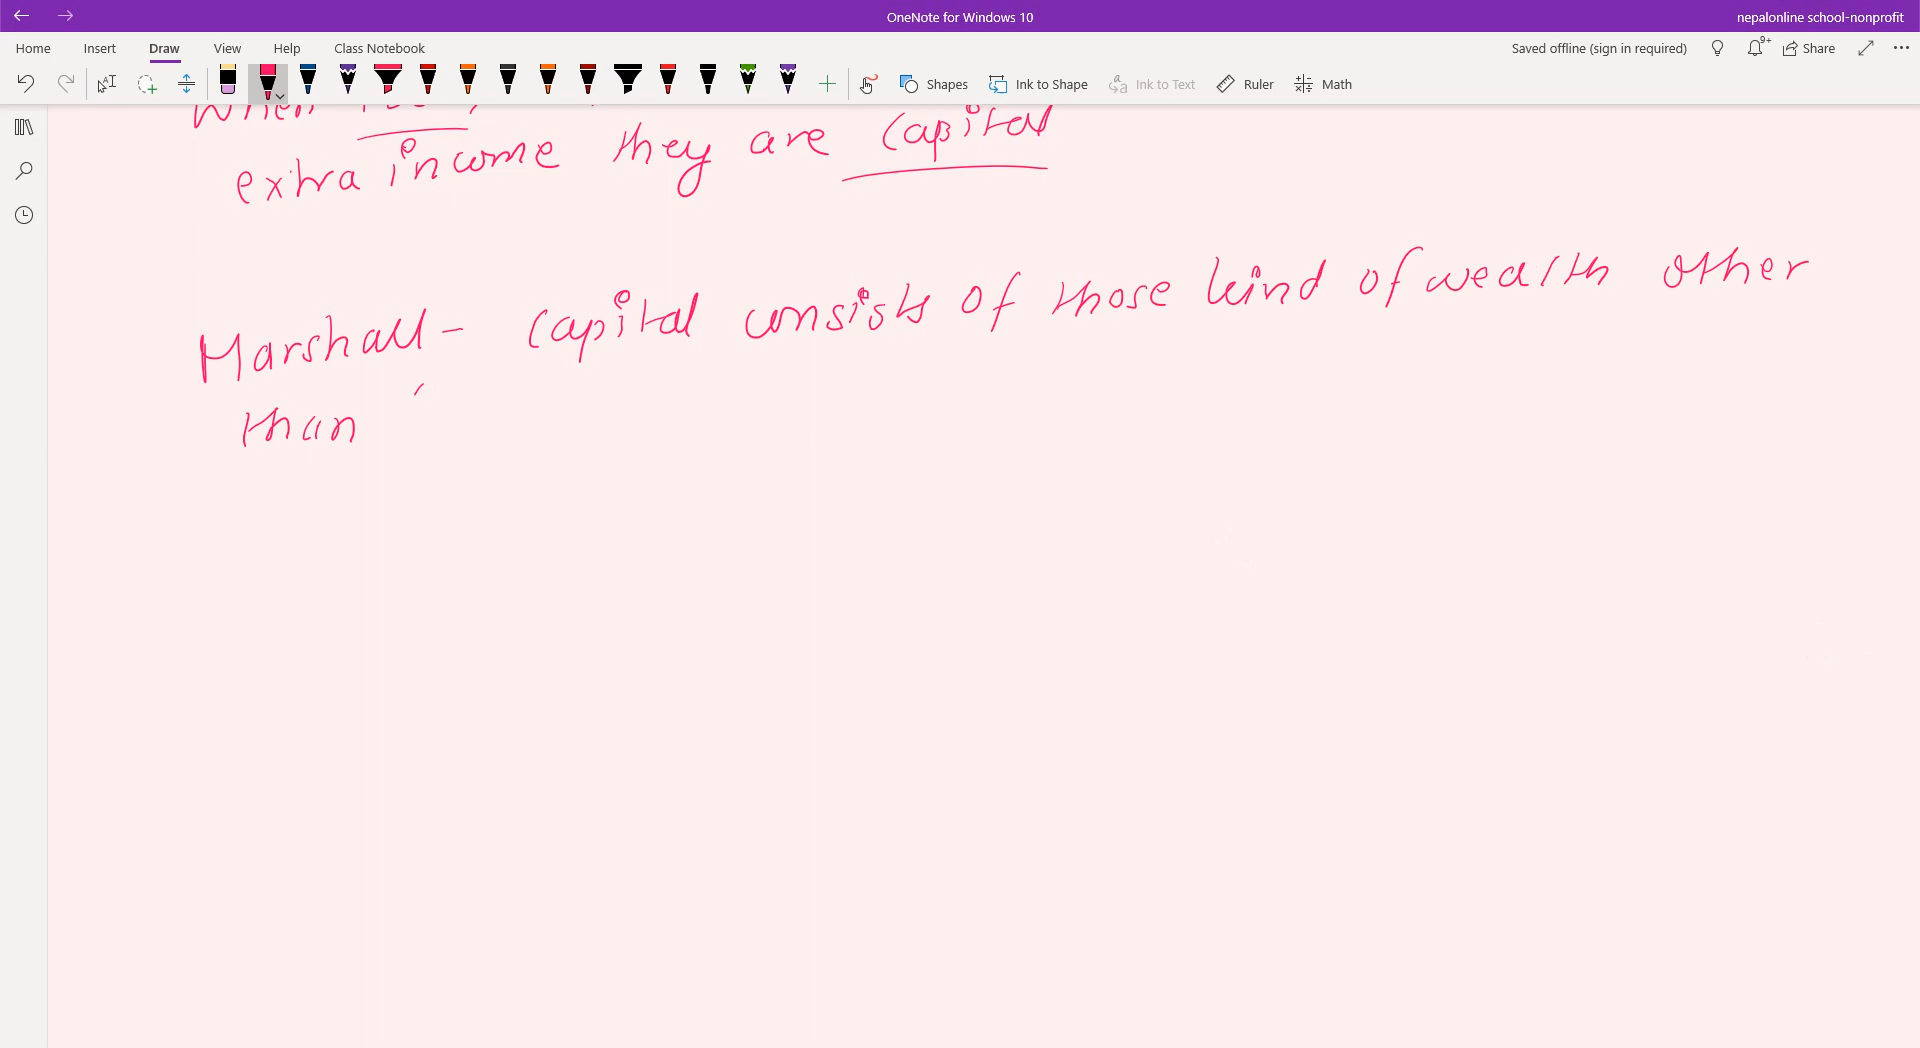 OneNote for Windows 10
nepalonline school-nonprofit
Home Insert Draw View Help Class Notebook
Saved offline (sign in required) 9+ Share
Shapes Ink to Shape Ink to Text Ruler Math
When
extra income they are capital
Marshall - Capital consists of those kind of wealth other
than